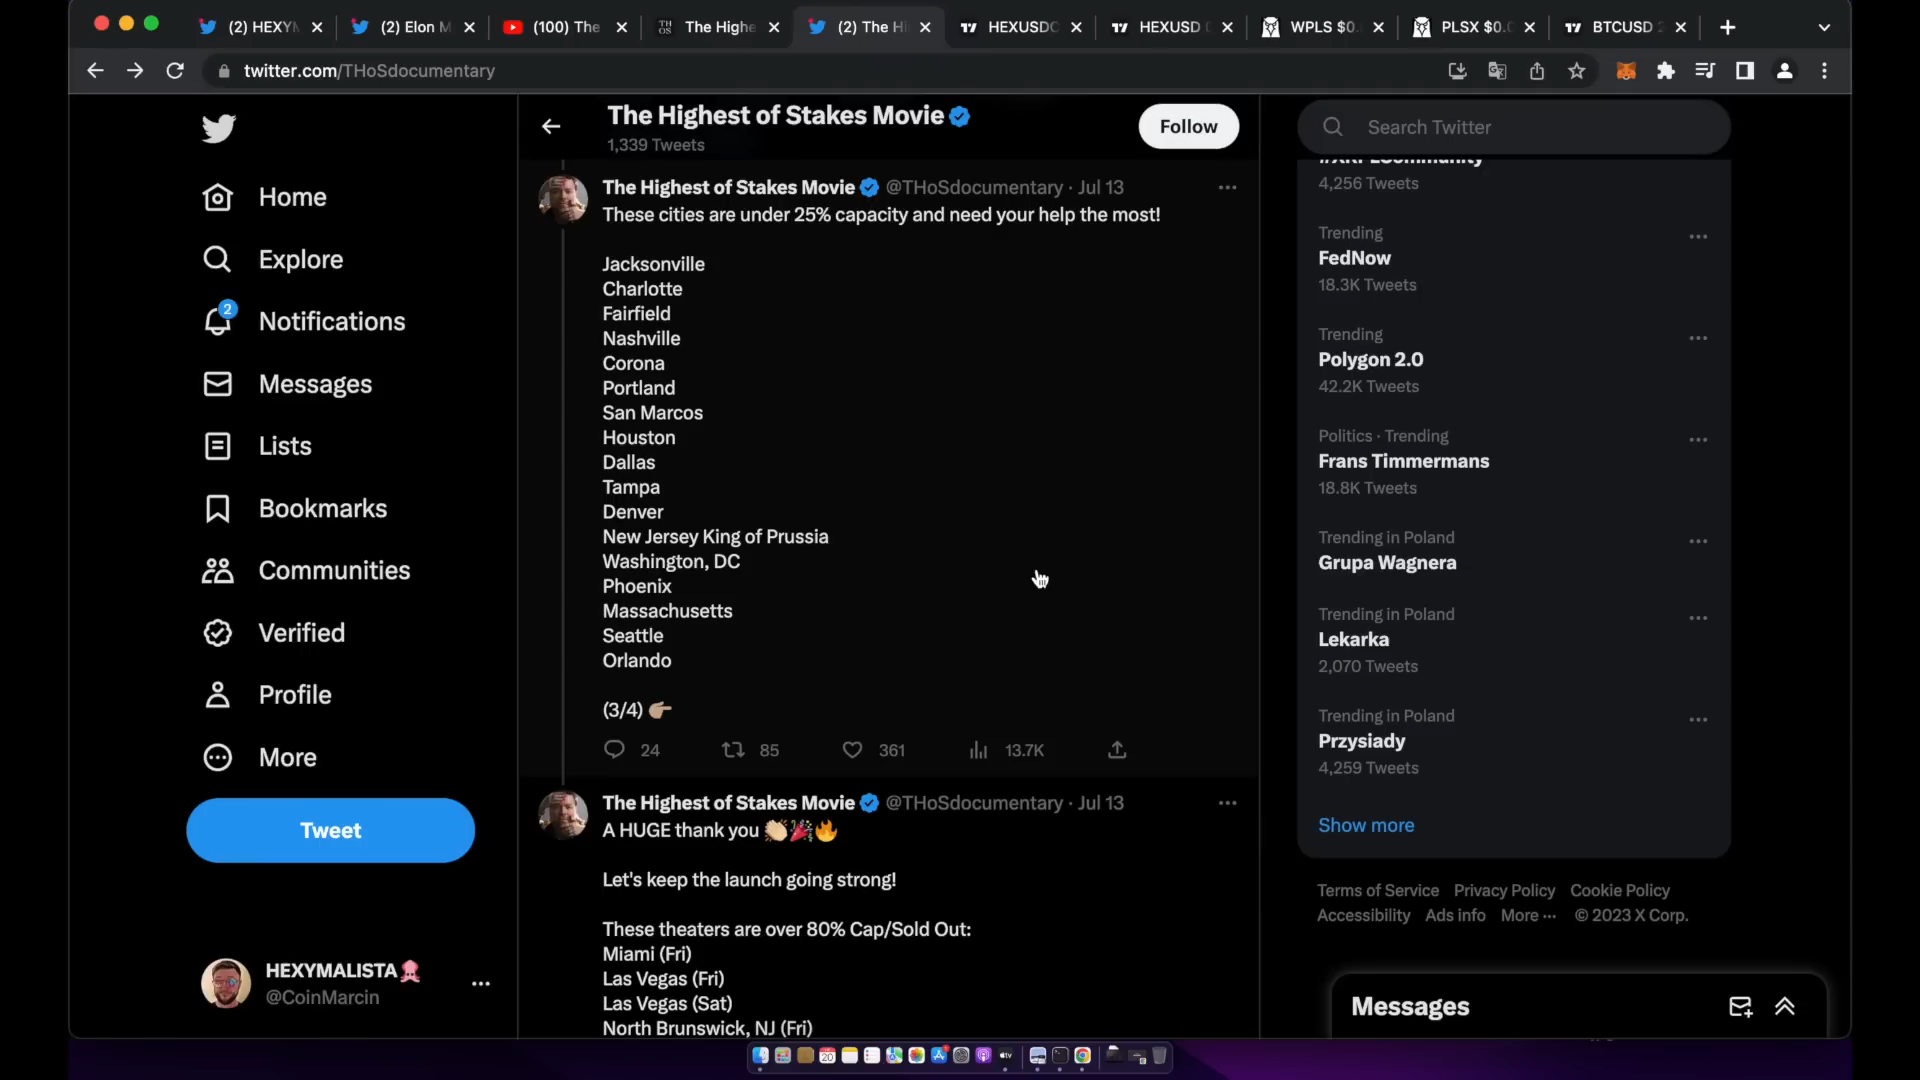 (2) HEXYM
(2) Elon M
(100) The
The Highe
(2) The Hi
HEXUSDC
HEXUSD
WPLS $0.
PLSX $0.0
BTCUSD 2
twitter.com/THoSdocumentary
Home
Explore
2
Notifications
Messages
Lists
Bookmarks
Communities
Verified
Profile
More
Tweet
HEXYMALISTA
@CoinMarcin
The Highest of Stakes Movie
1,339 Tweets
Follow
The Highest of Stakes Movie @THoSdocumentary · Jul 13
These cities are under 25% capacity and need your help the most!
Jacksonville
Charlotte
Fairfield
Nashville
Corona
Portland
San Marcos
Houston
Dallas
Tampa
Denver
New Jersey King of Prussia
Washington, DC
Phoenix
Massachusetts
Seattle
Orlando
(3/4) 👉🏼
24 85 361 13.7K
The Highest of Stakes Movie @THoSdocumentary · Jul 13
A HUGE thank you 👏🏼🎉🔥
Let's keep the launch going strong!
These theaters are over 80% Cap/Sold Out:
Miami (Fri)
Las Vegas (Fri)
Las Vegas (Sat)
North Brunswick, NJ (Fri)
Search Twitter
4,256 Tweets
Trending
FedNow
18.3K Tweets
Trending
Polygon 2.0
42.2K Tweets
Politics · Trending
Frans Timmermans
18.8K Tweets
Trending in Poland
Grupa Wagnera
Trending in Poland
Lekarka
2,070 Tweets
Trending in Poland
Przysiady
4,259 Tweets
Show more
Terms of Service Privacy Policy Cookie Policy
Accessibility Ads info More ··· © 2023 X Corp.
Messages